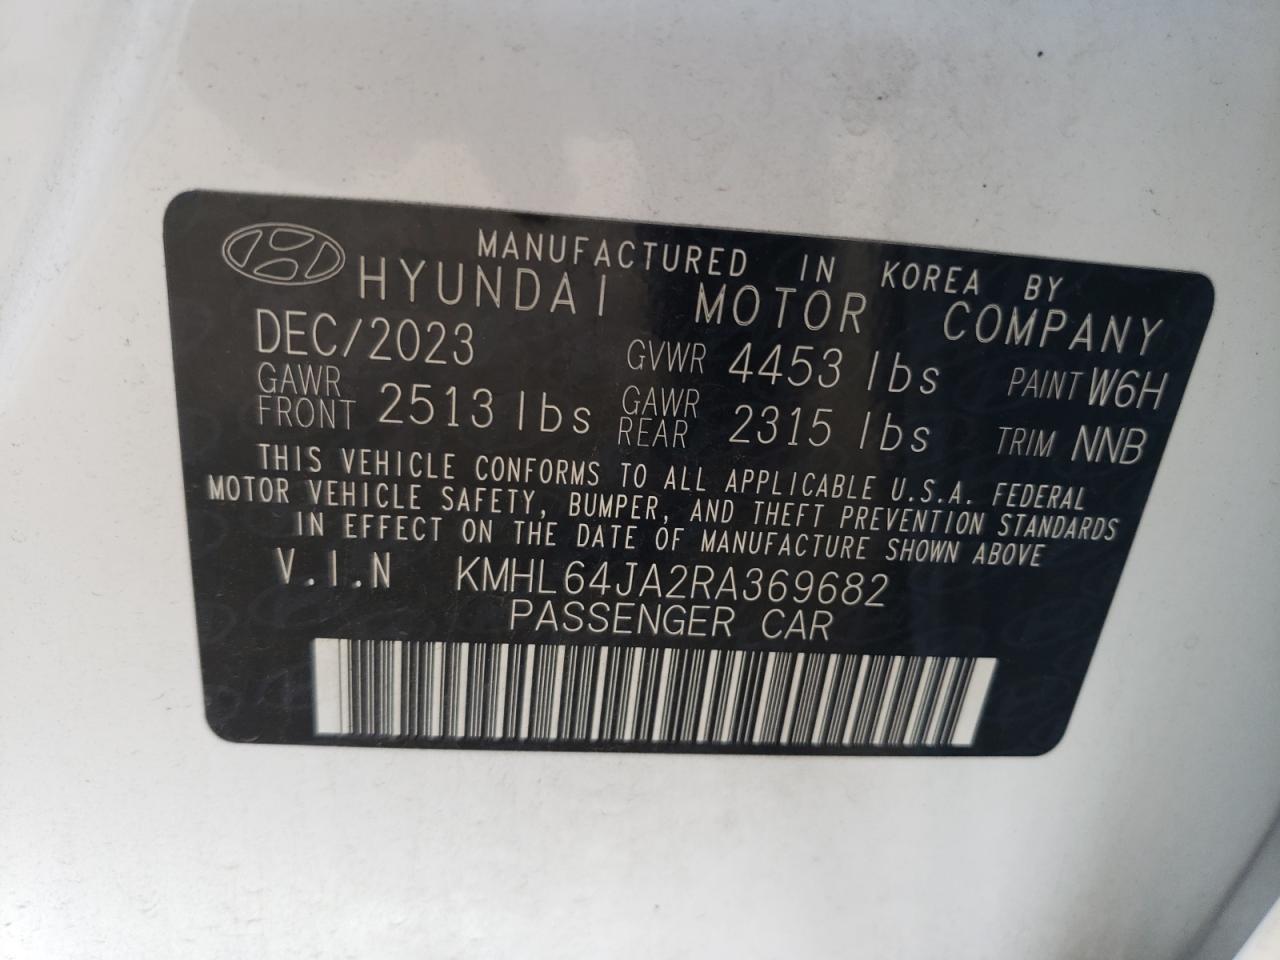 MANUFACTURED IN KOREA BY
HYUNDAI MOTOR COMPANY
DEC/2023 GVWR 4453 lbs PAINT W6H
GAWR FRONT 2513 lbs GAWR REAR 2315 lbs TRIM NNB
THIS VEHICLE CONFORMS TO ALL APPLICABLE U.S.A. FEDERAL
MOTOR VEHICLE SAFETY, BUMPER, AND THEFT PREVENTION STANDARDS
IN EFFECT ON THE DATE OF MANUFACTURE SHOWN ABOVE
V.I.N KMHL64JA2RA369682
PASSENGER CAR